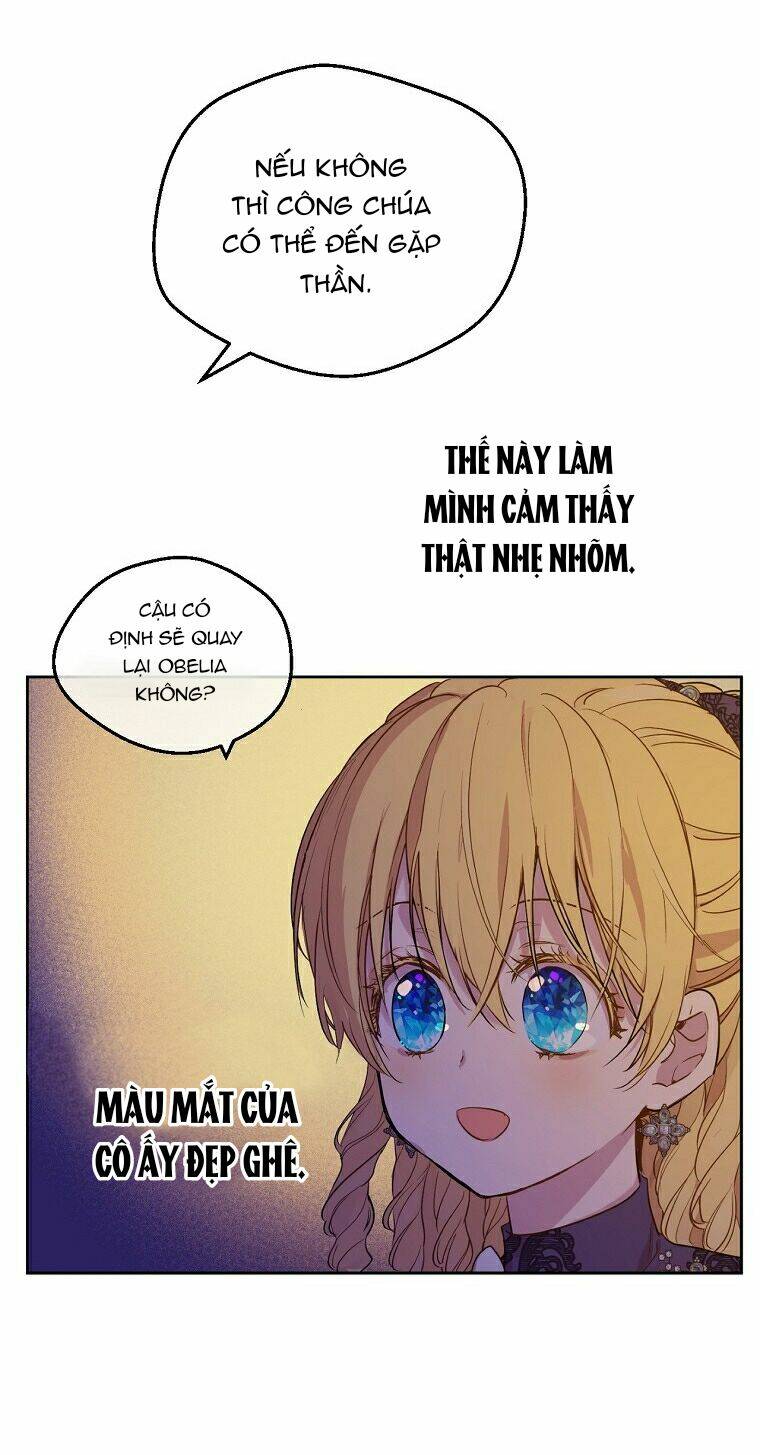 NẾU KHÔNG
THÌ CÔNG CHÚA
CÓ THỂ ĐẾN GẶP
THẦN.
THẾ NÀY LÀM
MÌNH CẢM THẤY
THẬT NHẸ NHÕM.
CẬU CÓ
ĐỊNH SẼ QUAY
LẠI OBELIA
KHÔNG?
MÀU MẮT CỦA
CÔ ẤY ĐẸP GHÊ.